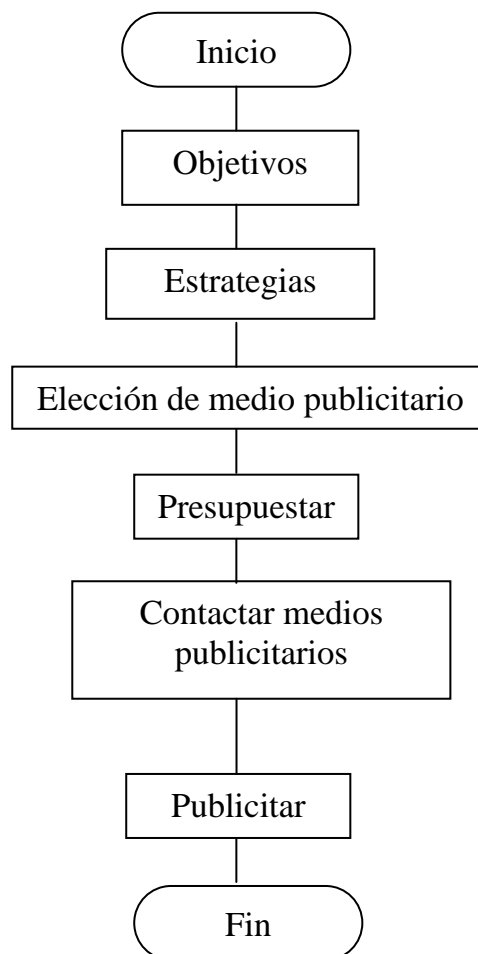 Inicio
Objetivos
Estrategias
Elección de medio publicitario
Presupuestar
Contactar medios
publicitarios
Publicitar
Fin